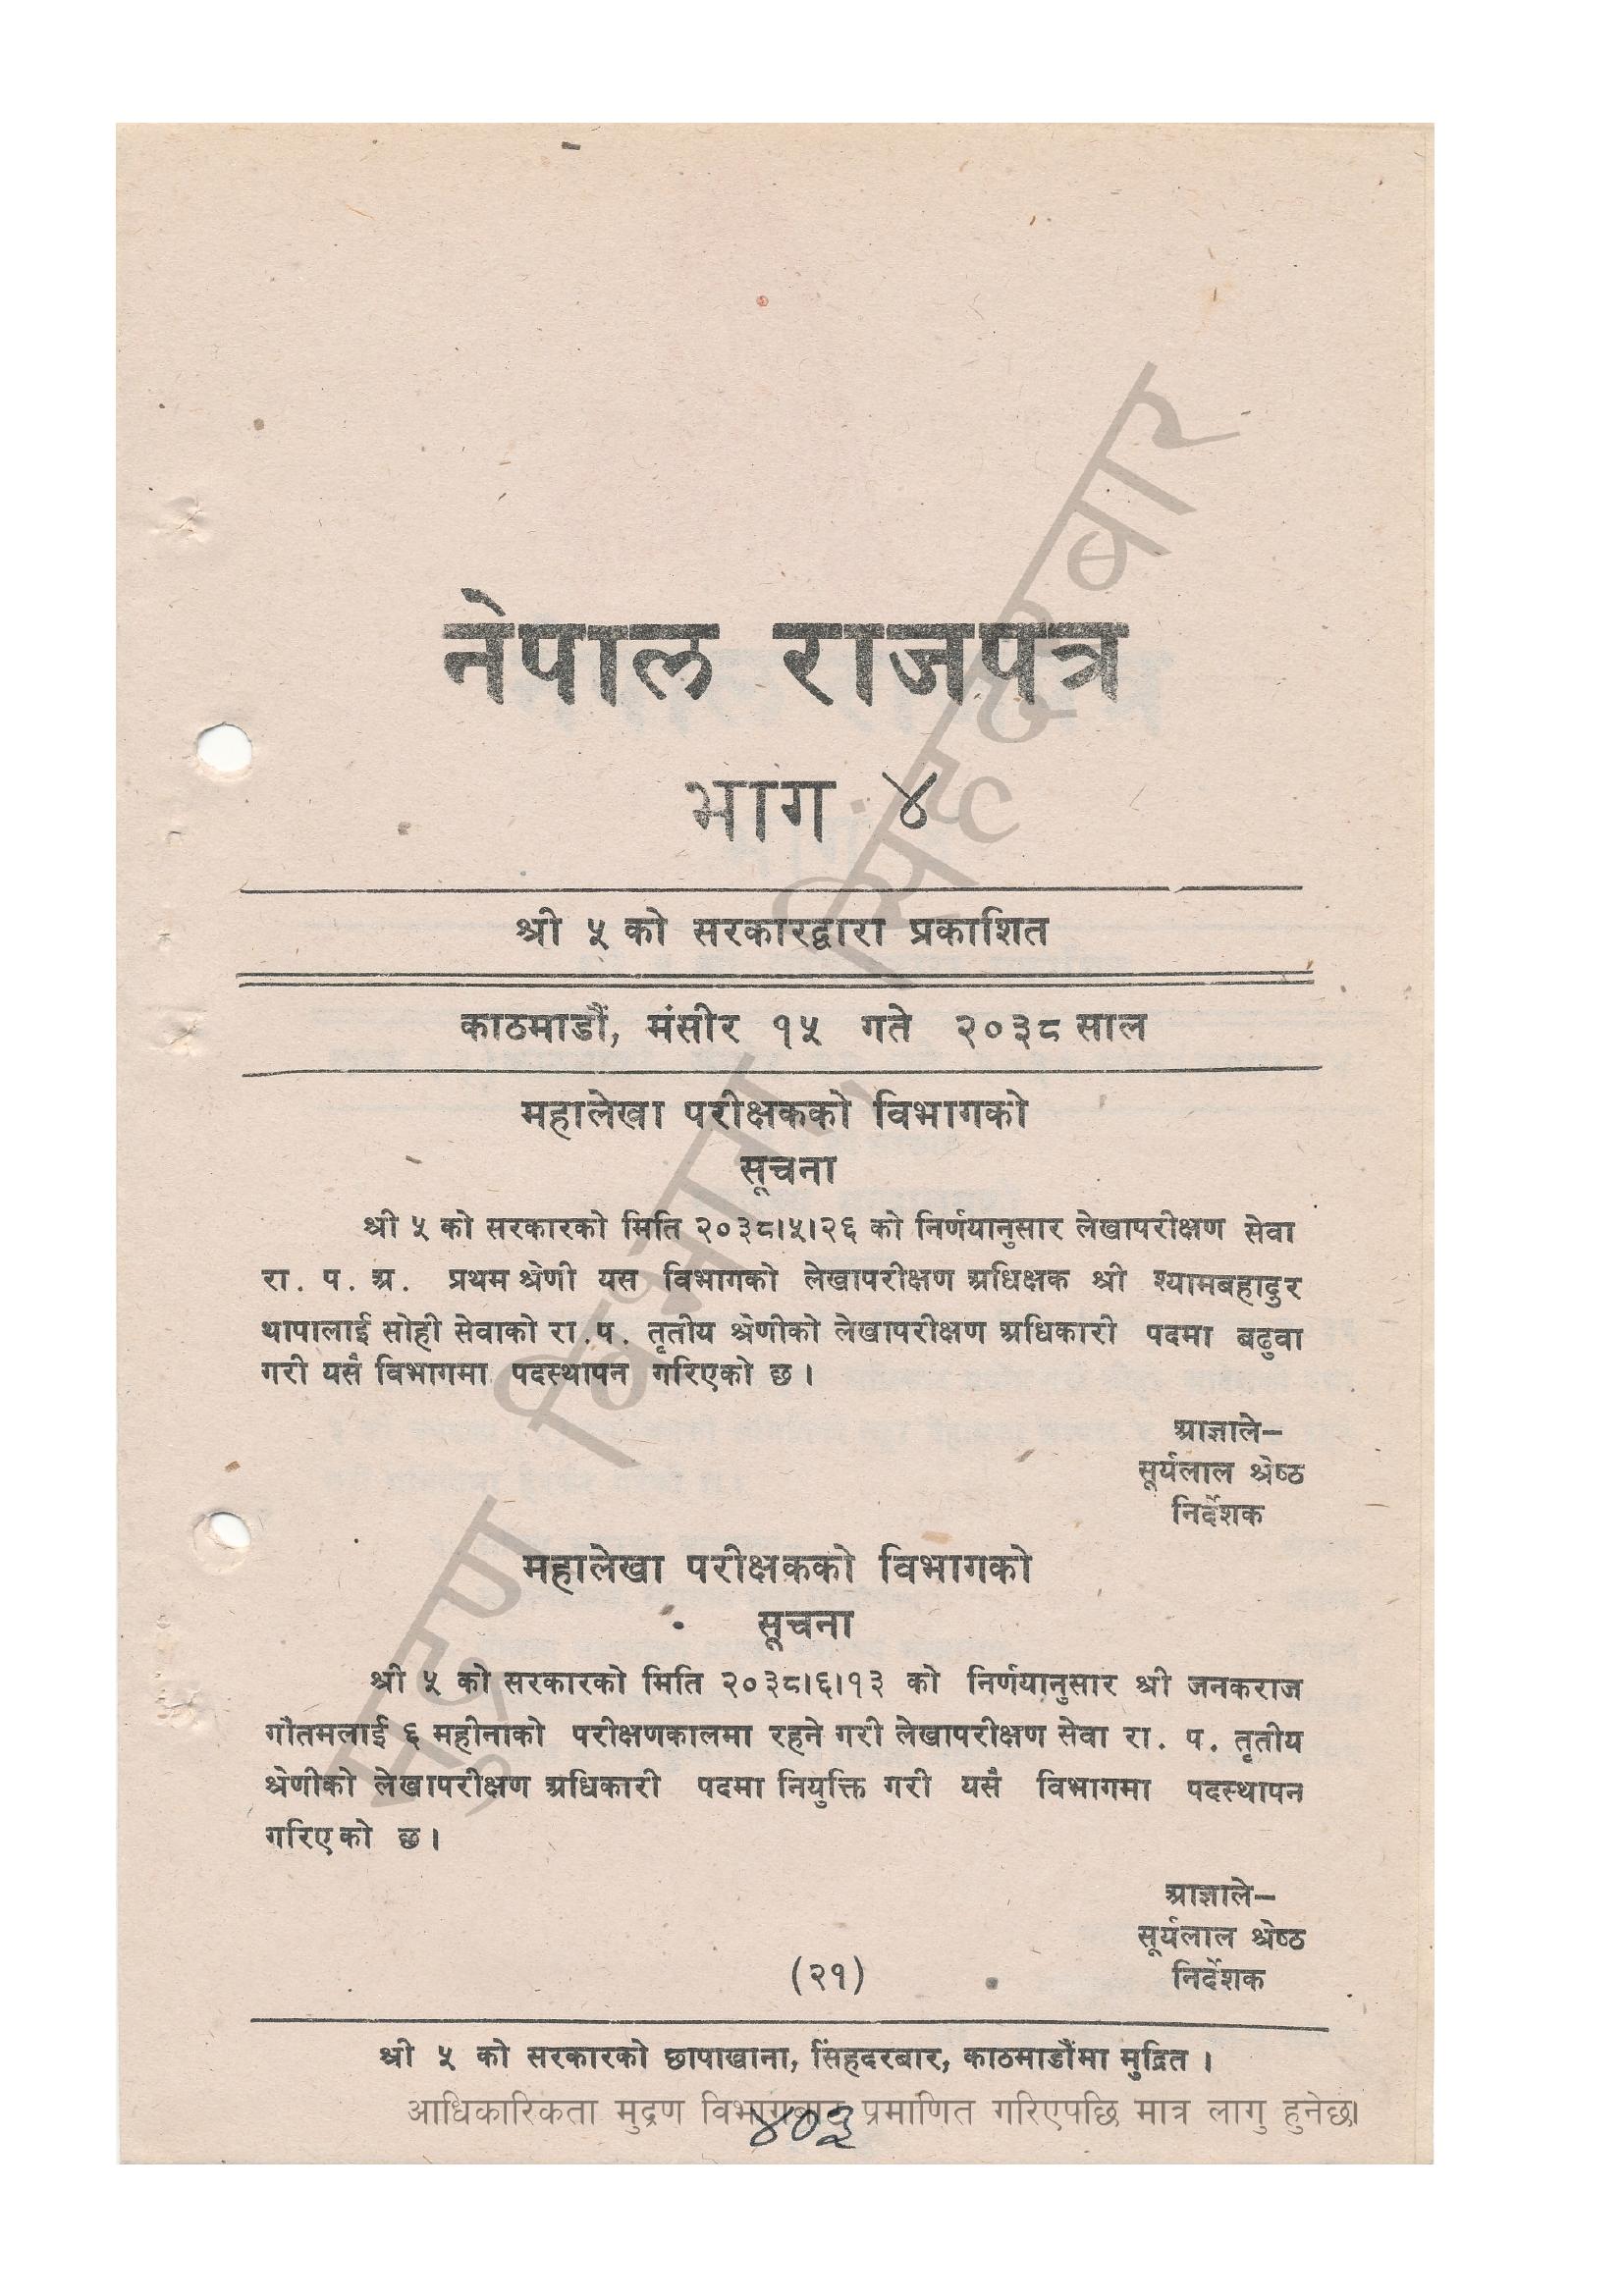 नेपाल राजपत्र
भाग ४
श्री ५ को सरकारद्वारा प्रकाशित
काठमाडौं, मंसीर १५ गते २०३८ साल
महालेखा परीक्षकको विभागको
सूचना
श्री ५ को सरकारको मिति २०३८।५।२६ को निर्णयानुसार लेखापरीक्षण सेवा
रा. प. अ. प्रथम श्रेणी यस विभागको लेखापरीक्षण अधिक्षक श्री श्यामबहादुर
थापालाई सोही सेवाको रा.प. तृतीय श्रेणीको लेखापरीक्षण अधिकारी पदमा बढुवा
गरी यसै विभागमा पदस्थापन गरिएको छ।
आज्ञाले–
सूर्यलाल श्रेष्ठ
निर्देशक
महालेखा परीक्षकको विभागको
सूचना
श्री ५ को सरकारको मिति २०३८।६।१३ को निर्णयानुसार श्री जनकराज
गौतमलाई ६ महीनाको परीक्षणकालमा रहने गरी लेखापरीक्षण सेवा रा. प. तृतीय
श्रेणीको लेखापरीक्षण अधिकारी पदमा नियुक्ति गरी यसै विभागमा पदस्थापन
गरिएको छ।
आज्ञाले–
सूर्यलाल श्रेष्ठ
निर्देशक
(२१)
श्री ५ को सरकारको छापाखाना, सिंहदरबार, काठमाडौंमा मुद्रित।
आधिकारिकता मुद्रण विभागबाट प्रमाणित गरिएपछि मात्र लागु हुनेछ।
४०३
मुद्रण विभाग, सिंहदरबार